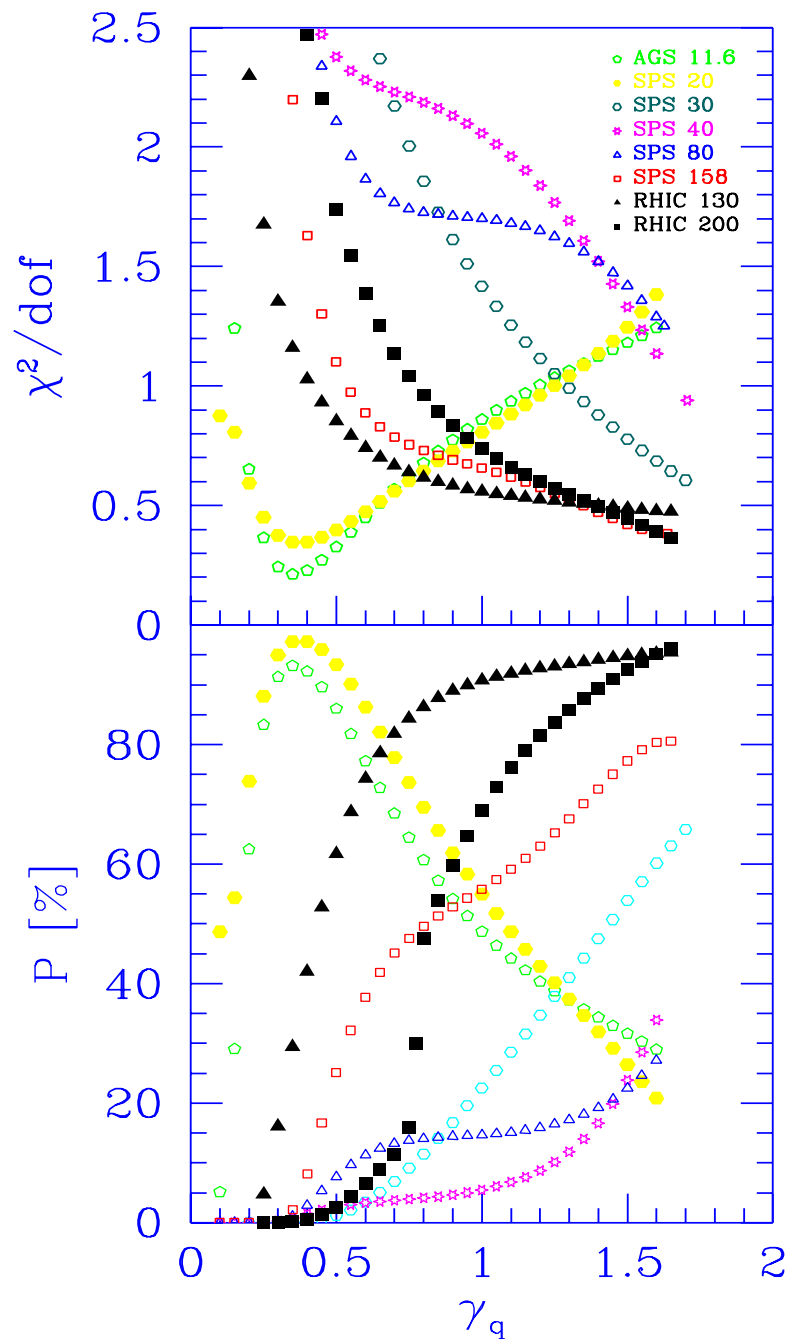 2.5
AGS 11.6
SPS 20
SPS 30
SPS 40
SPS 80
SPS 158
RHIC 130
RHIC 200
2
1.5
1
0.5
0
χ²/dof
80
60
40
20
0
P [%]
0 0.5 1 1.5 2
γq